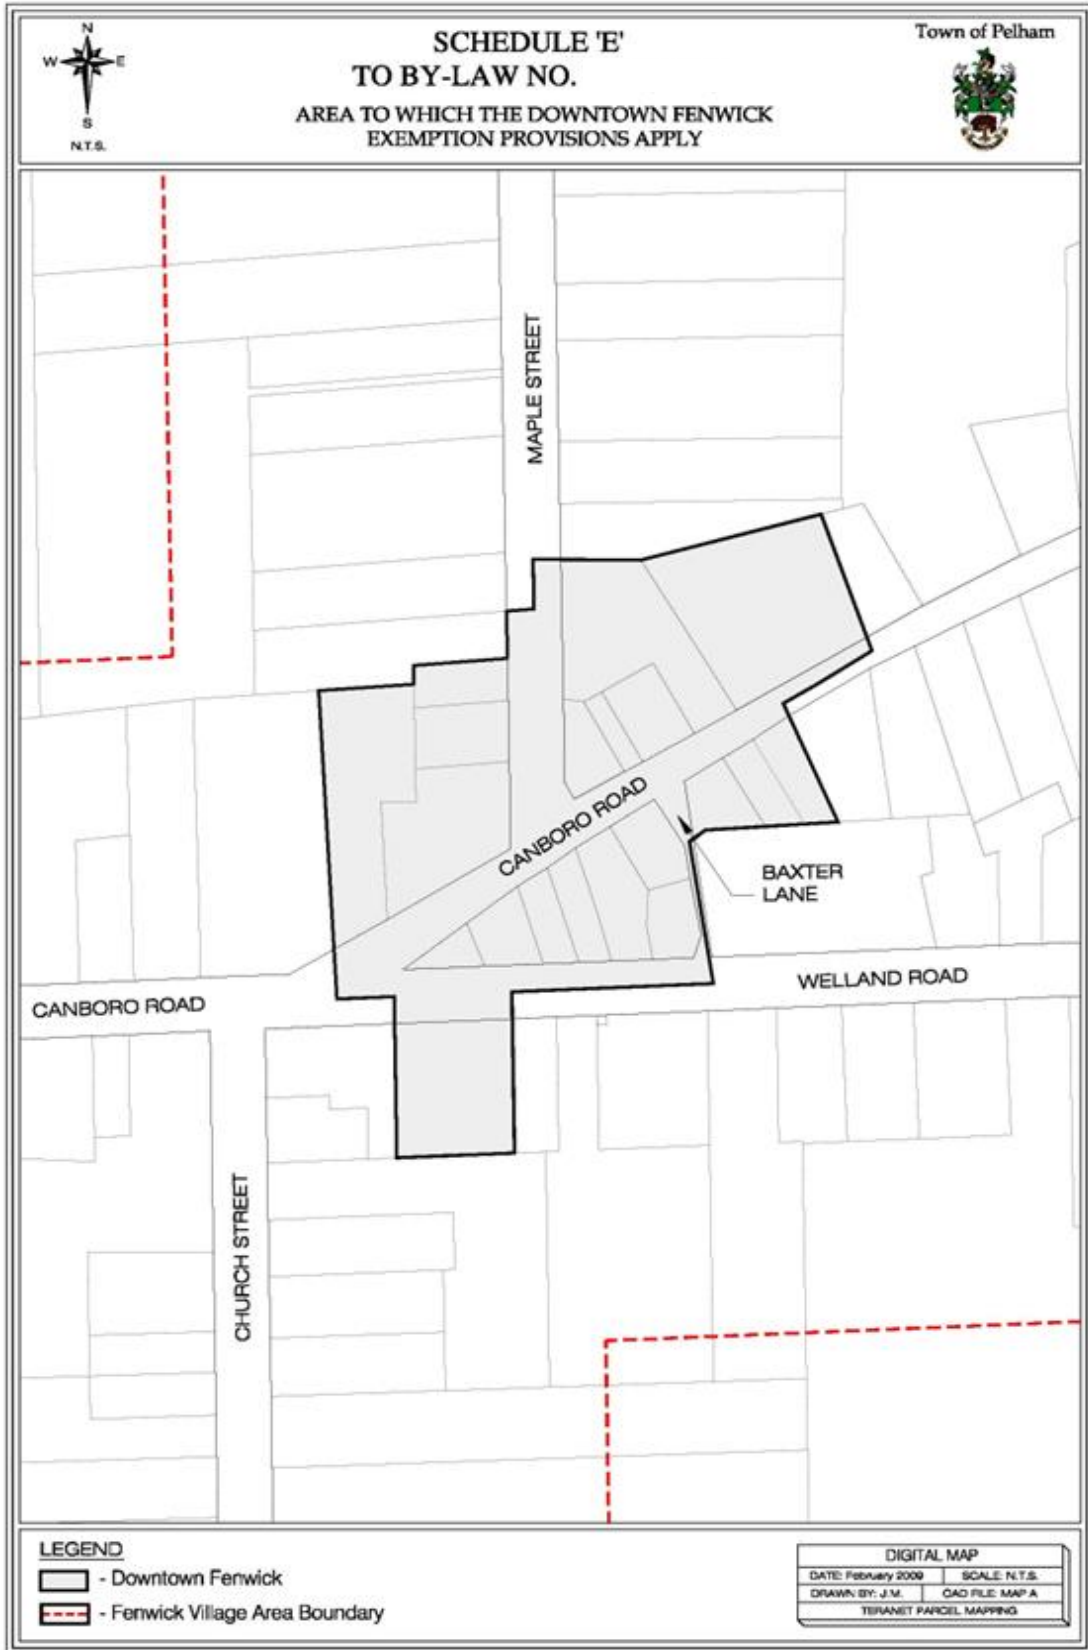 N
W E
S
N.T.S.
SCHEDULE 'E'
TO BY-LAW NO.
AREA TO WHICH THE DOWNTOWN FENWICK
EXEMPTION PROVISIONS APPLY
Town of Pelham
MAPLE STREET
CANBORO ROAD
BAXTER
LANE
WELLAND ROAD
CANBORO ROAD
CHURCH STREET
LEGEND
- Downtown Fenwick
- Fenwick Village Area Boundary
DIGITAL MAP
DATE: February 2009 SCALE: N.T.S.
DRAWN BY: J.M. CAD FILE: MAP A
TERANET PARCEL MAPPING